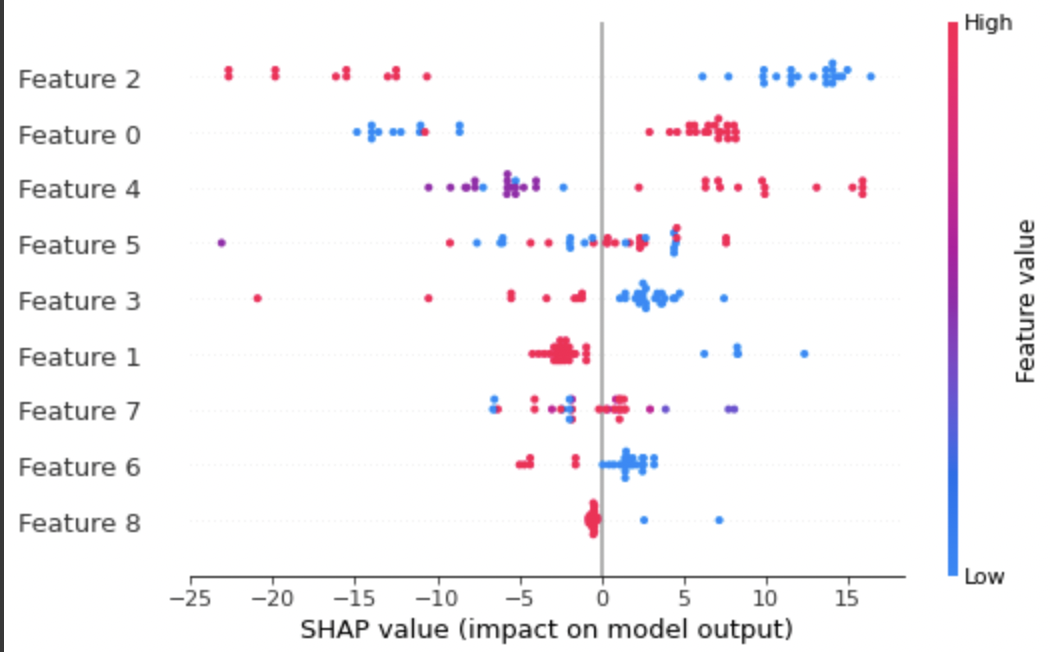 High
Feature 2
Feature 0
Feature 4
Feature 5
Feature 3
Feature 1
Feature 7
Feature 6
Feature 8
Feature value
Low
−25 −20 −15 −10 −5 0 5 10 15
SHAP value (impact on model output)